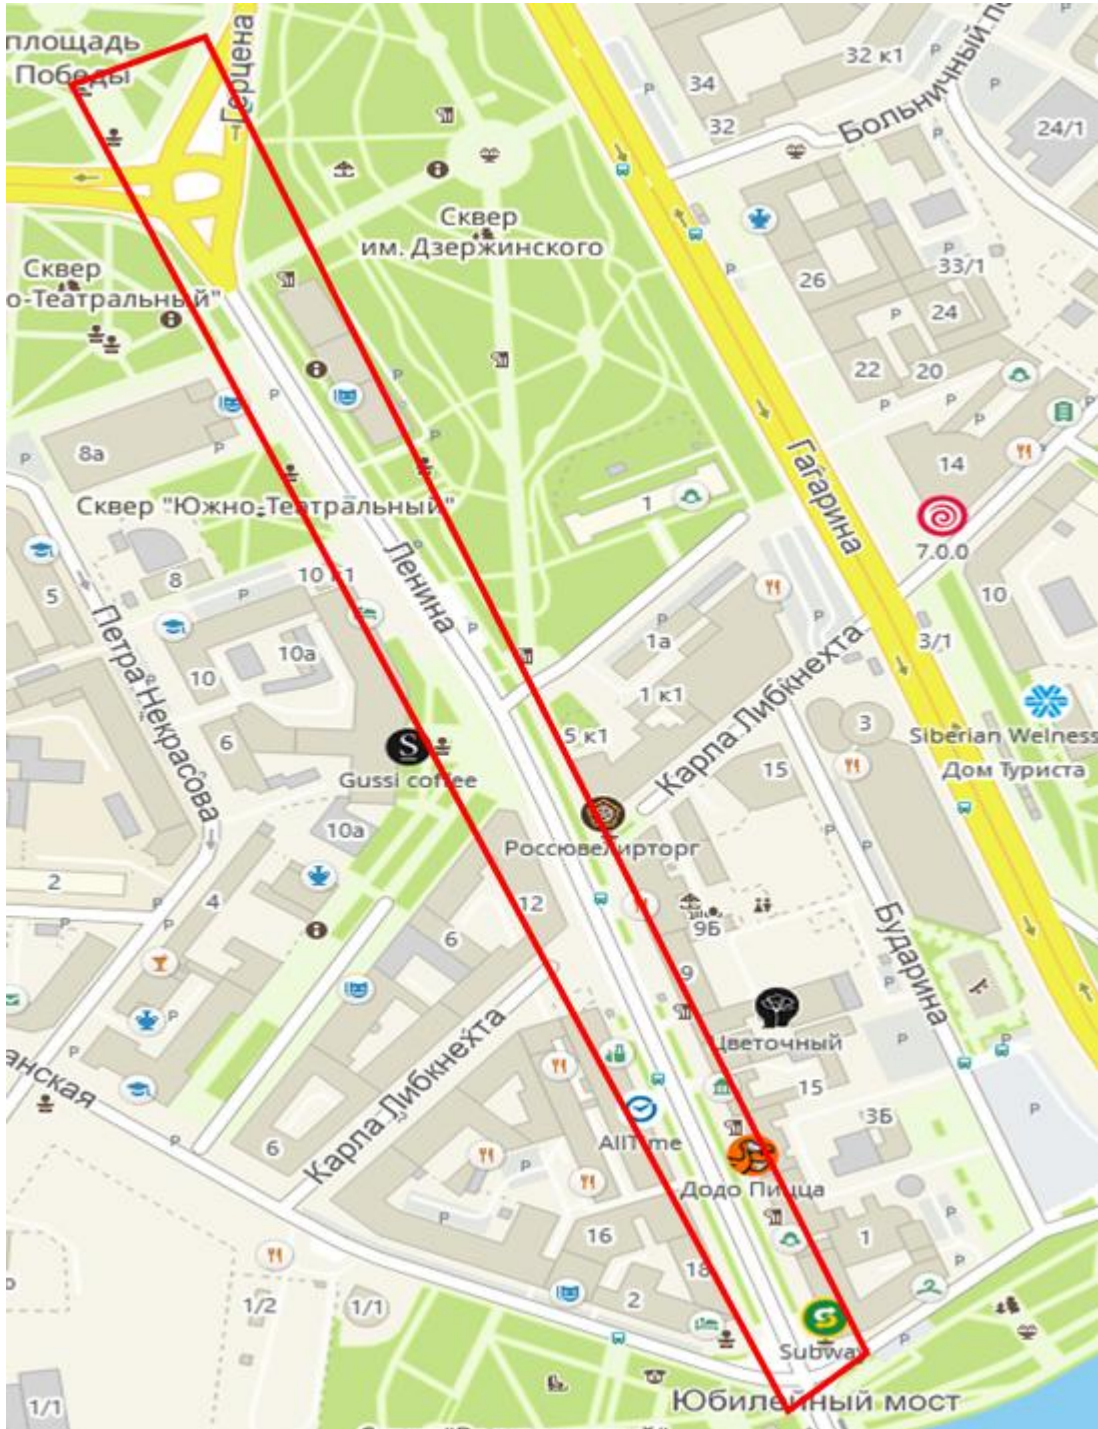 площадь
Победы
Герцена
34
32
32 к1
Больничный
24/1
Сквер
им. Дзержинского
Сквер
о-Театральный"
33/1
26
24
22
20
8а
14
Сквер "Южно-Театральный"
1
Гагарина
7.0.0
Ленина
5
8
10 к1
10
Петра Некрасова
10
10а
6
1а
1 к1
3/1
Карла Либкнехта
3
Siberian Welness
Дом Туриста
5 к1
15
Gussi coffee
10а
Россювелирторг
2
4
6
12
9Б
9
Бударина
Цветочный
анская
Карла Либкнехта
6
15
3Б
AllTime
Додо Пицца
16
18
2
1
1/2
1/1
Subway
Юбилейный мост
1/1